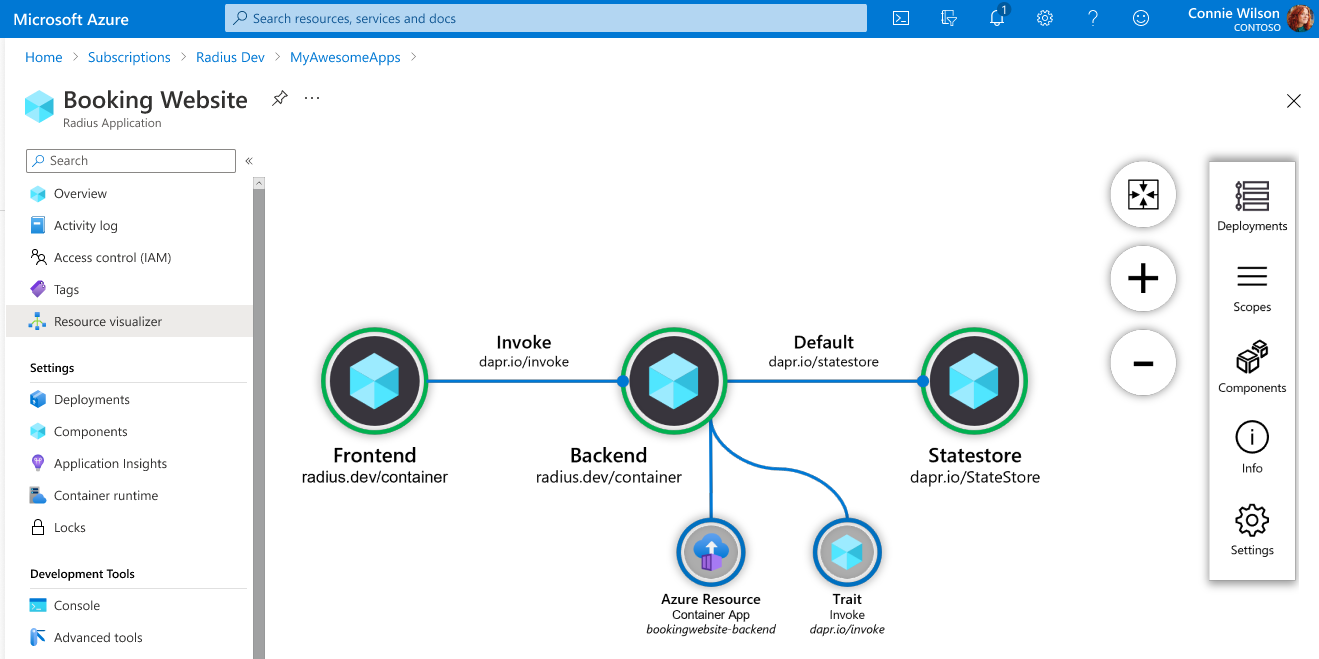 Microsoft Azure
Search resources, services and docs
1
Connie Wilson
CONTOSO
Home > Subscriptions > Radius Dev > MyAwesomeApps >
Booking Website
...
Radius Application
Search
«
Overview
Activity log
Access control (IAM)
Tags
Resource visualizer
Settings
Deployments
Components
Application Insights
Container runtime
Locks
Development Tools
Console
Advanced tools
Invoke
dapr.io/invoke
Default
dapr.io/statestore
Frontend
radius.dev/container
Backend
radius.dev/container
Statestore
dapr.io/StateStore
Azure Resource
Container App
bookingwebsite-backend
Trait
Invoke
dapr.io/invoke
Deployments
Scopes
Components
Info
Settings